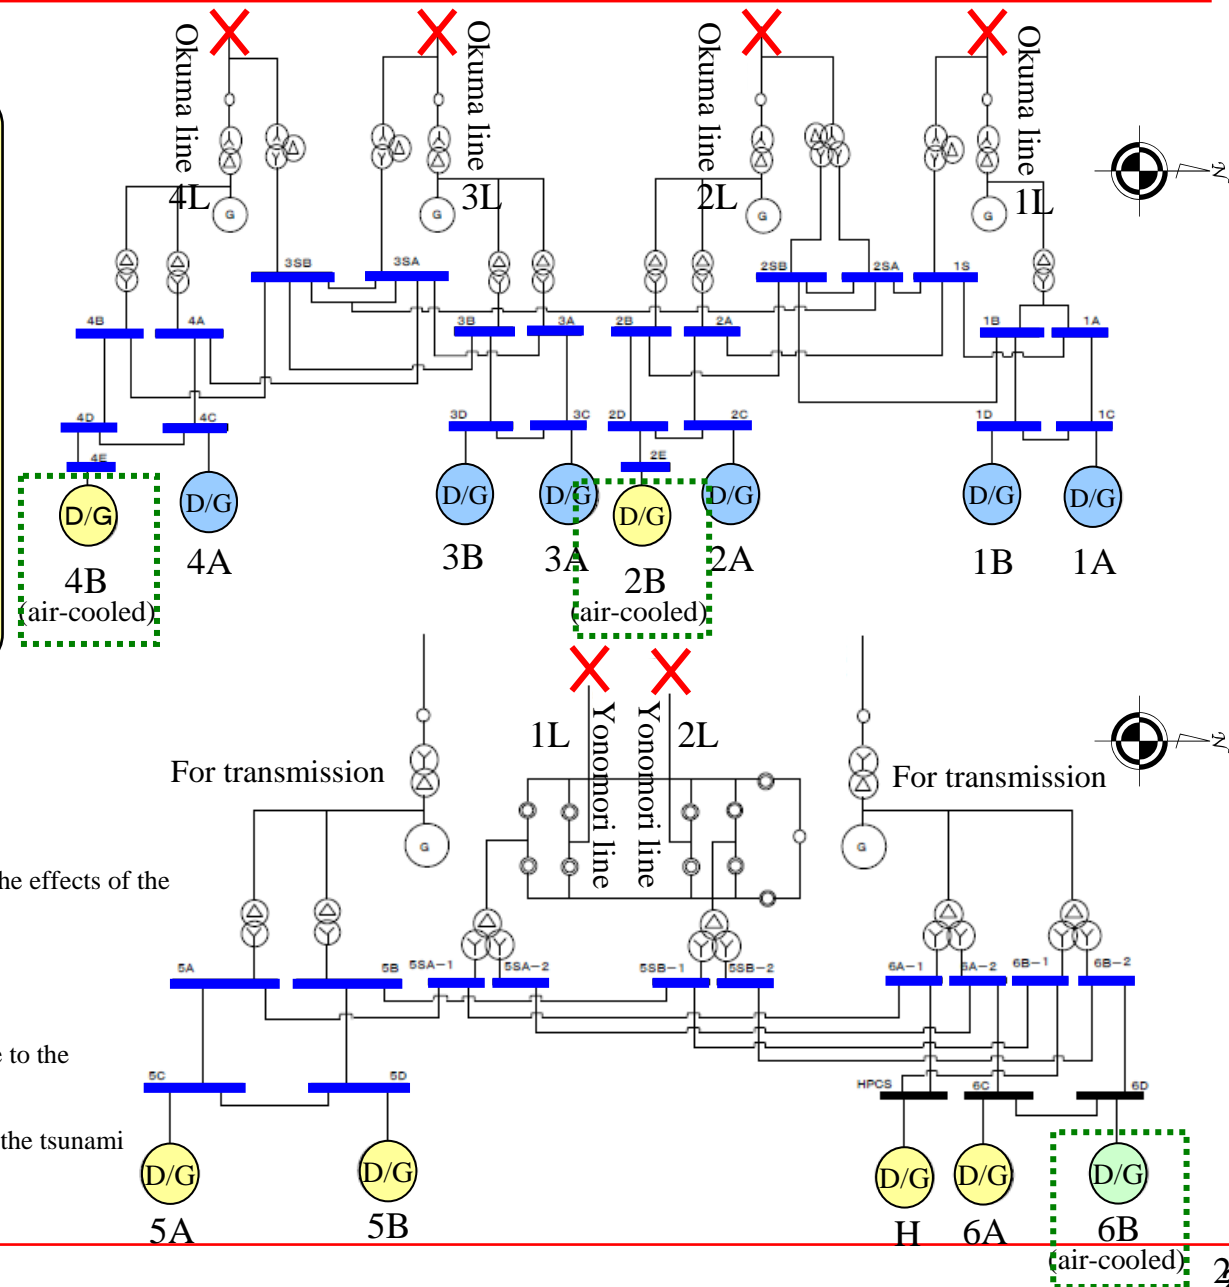 Okuma line
4L
Okuma line
3L
Okuma line
2L
Okuma line
1L
N
G
G
G
G
3SB
3SA
2SB
2SA
1S
4B
4A
3B
3A
2B
2A
1B
1A
4D
4C
3D
3C
2D
2C
1D
1C
4E
2E
D/G
D/G
D/G
D/G
D/G
D/G
D/G
D/G
4B
4A
3B
3A
2B
2A
1B
1A
(air-cooled)
(air-cooled)
1L
Yonomori line
Yonomori line
2L
N
For transmission
For transmission
G
G
he effects of the
5A
5B
5SA-1
5SA-2
5SB-1
5SB-2
6A-1
6A-2
6B-1
6B-2
e to the
5C
5D
HPCS
6C
6D
the tsunami
D/G
D/G
D/G
D/G
D/G
5A
5B
H
6A
6B
(air-cooled)
2